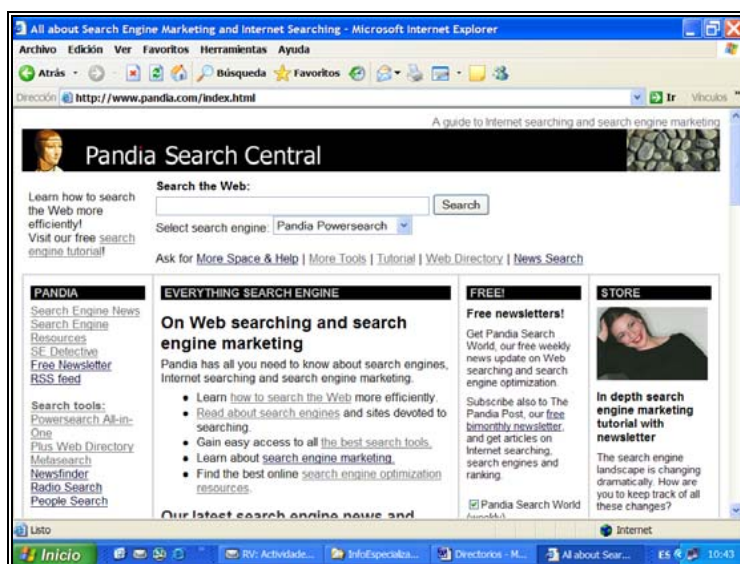 All about Search Engine Marketing and Internet Searching - Microsoft Internet Explorer
Archivo Edición Ver Favoritos Herramientas Ayuda
Atrás Búsqueda Favoritos
Dirección http://www.pandia.com/index.html Ir Vínculos
A guide to Internet searching and search engine marketing
Pandia Search Central
Learn how to search
the Web more
efficiently!
Visit our free search
engine tutorial!
Search the Web:
Search
Select search engine: Pandia Powersearch
Ask for More Space & Help | More Tools | Tutorial | Web Directory | News Search
PANDIA
Search Engine News
Search Engine
Resources
SE Detective
Free Newsletter
RSS feed
Search tools:
Powersearch All-in-
One
Plus Web Directory
Metasearch
Newsfinder
Radio Search
People Search
EVERYTHING SEARCH ENGINE
On Web searching and search
engine marketing
Pandia has all you need to know about search engines,
Internet searching and search engine marketing.
• Learn how to search the Web more efficiently.
• Read about search engines and sites devoted to
searching.
• Gain easy access to all the best search tools.
• Learn about search engine marketing.
• Find the best online search engine optimization
resources.
Our latest search engine news and
FREE!
Free newsletters!
Get Pandia Search
World, our free weekly
news update on Web
searching and search
engine optimization.
Subscribe also to The
Pandia Post, our free
bimonthly newsletter,
and get articles on
Internet searching,
search engines and
ranking.
Pandia Search World
(weekly)
STORE
In depth search
engine marketing
tutorial with
newsletter
The search engine
landscape is changing
dramatically. How are
you to keep track of all
these changes?
Listo Internet
Inicio RV: Actividade... InfoEspecializa... Directorios - M... All about Sear... ES 10:43